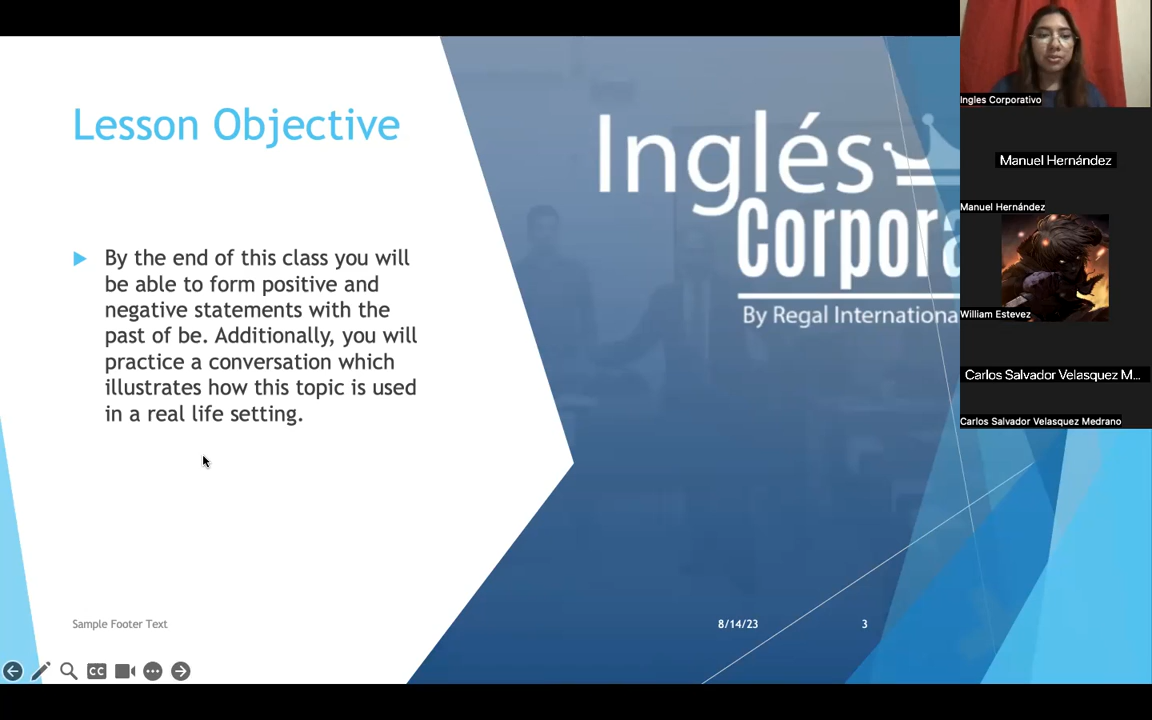 Lesson Objective
By the end of this class you will
be able to form positive and
negative statements with the
past of be. Additionally, you will
practice a conversation which
illustrates how this topic is used
in a real life setting.
Inglés
Corpora
By Regal Internationa
Sample Footer Text
8/14/23
3
CC
Ingles Corporativo
Manuel Hernández
Manuel Hernández
William Estevez
Carlos Salvador Velasquez M...
Carlos Salvador Velasquez Medrano